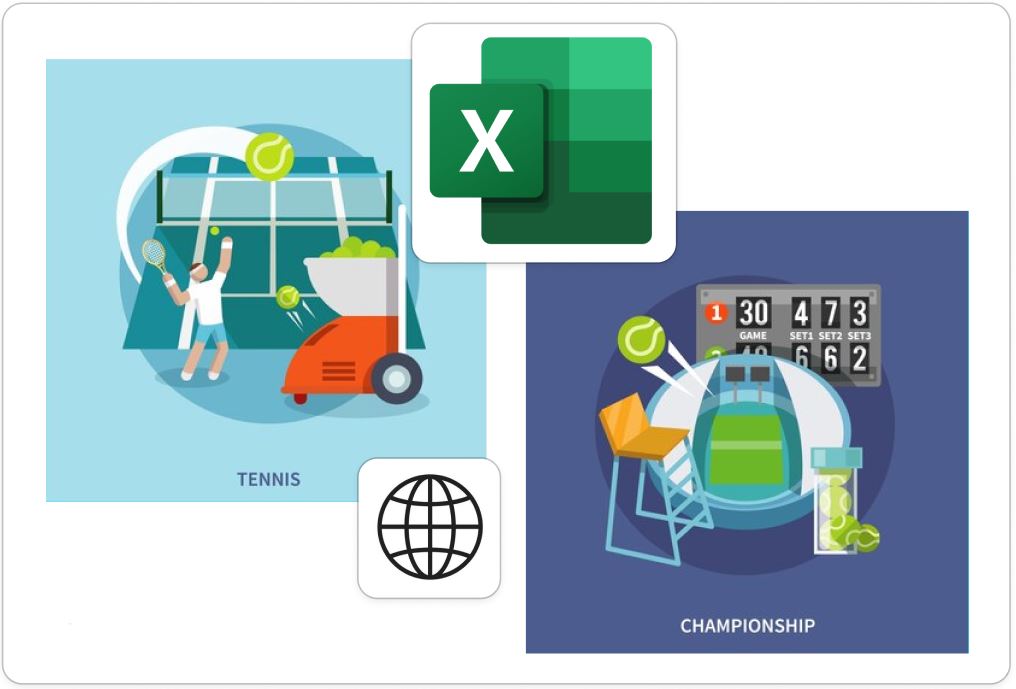 X
TENNIS
1 30 4 7 3
GAME SET1 SET2 SET3
6 6 2
CHAMPIONSHIP